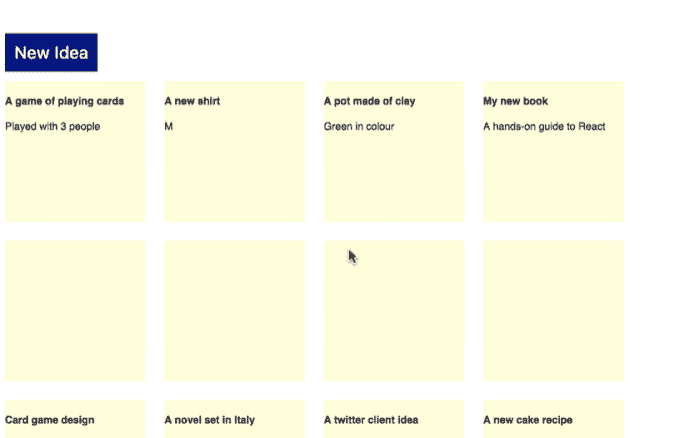 New Idea
A game of playing cards
Played with 3 people
A new shirt
M
A pot made of clay
Green in colour
My new book
A hands-on guide to React
Card game design
A novel set in Italy
A twitter client idea
A new cake recipe